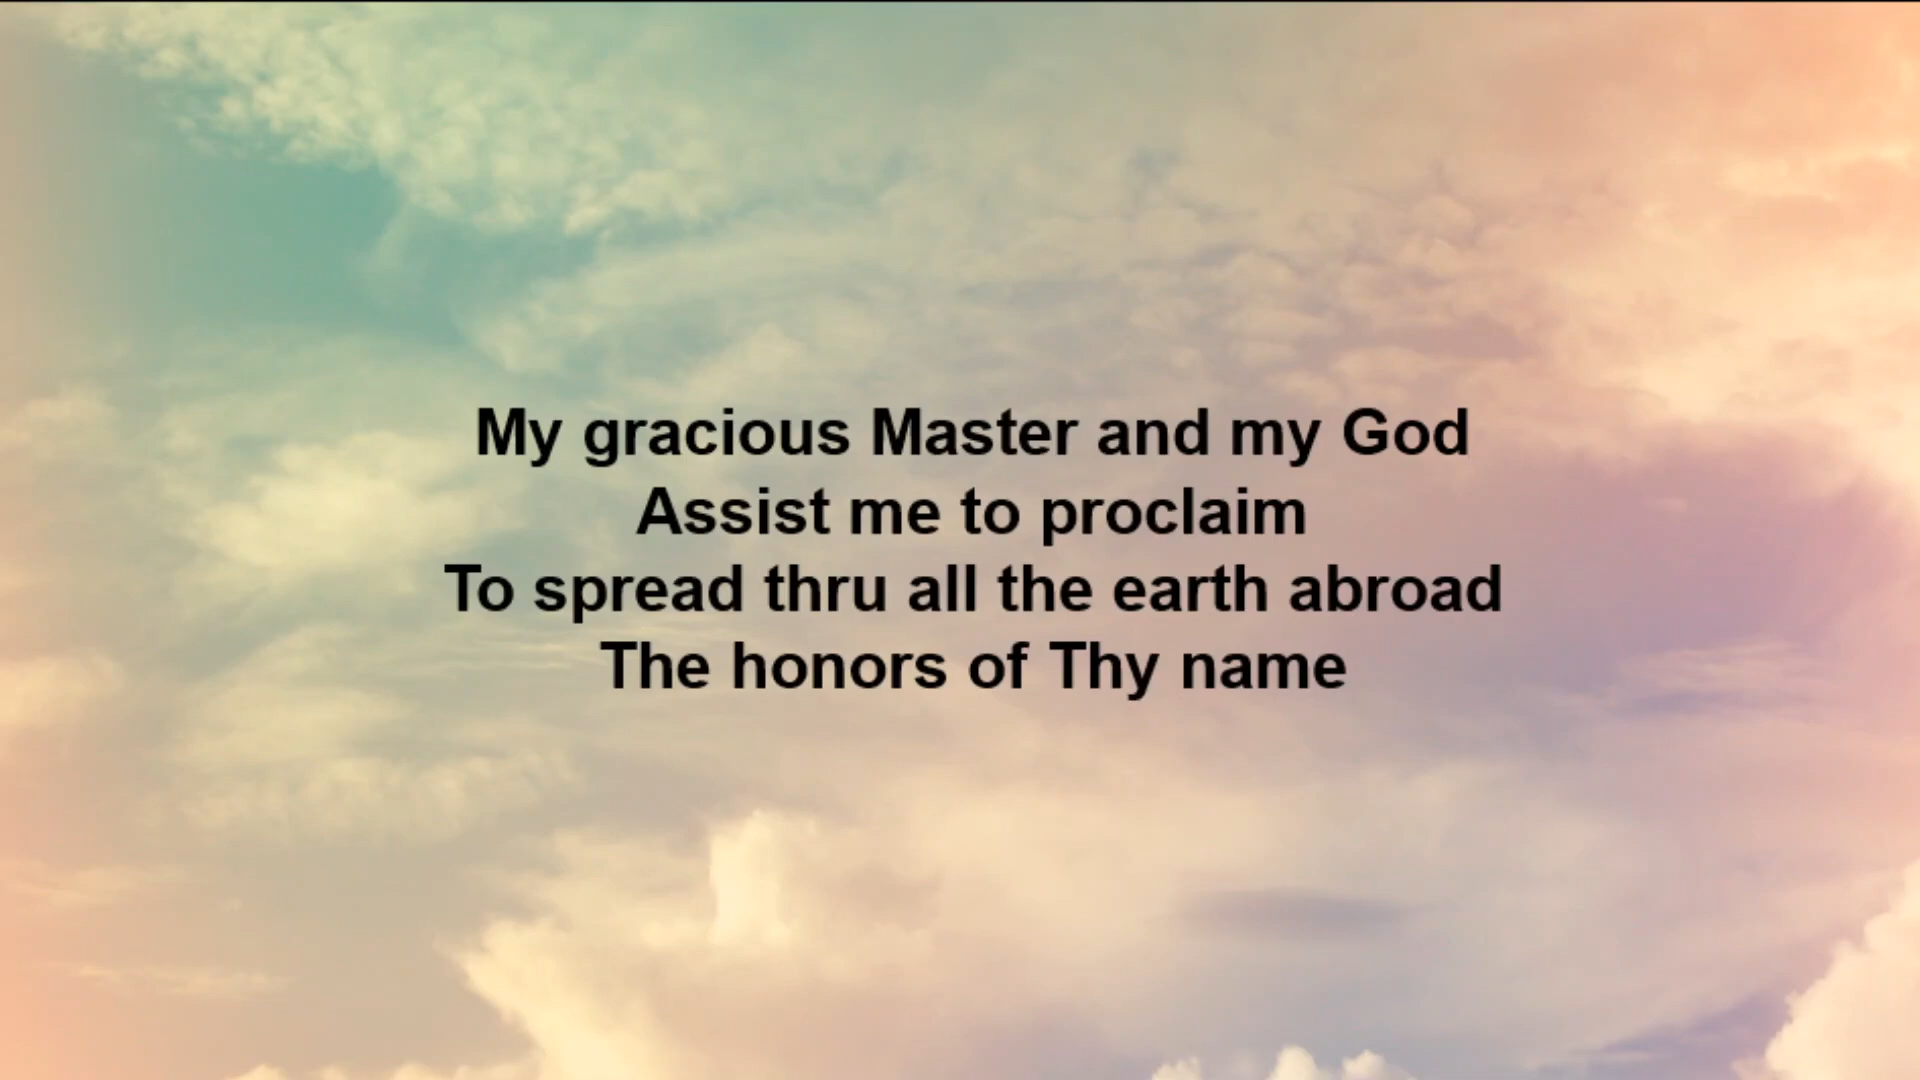 My gracious Master and my God
Assist me to proclaim
To spread thru all the earth abroad
The honors of Thy name